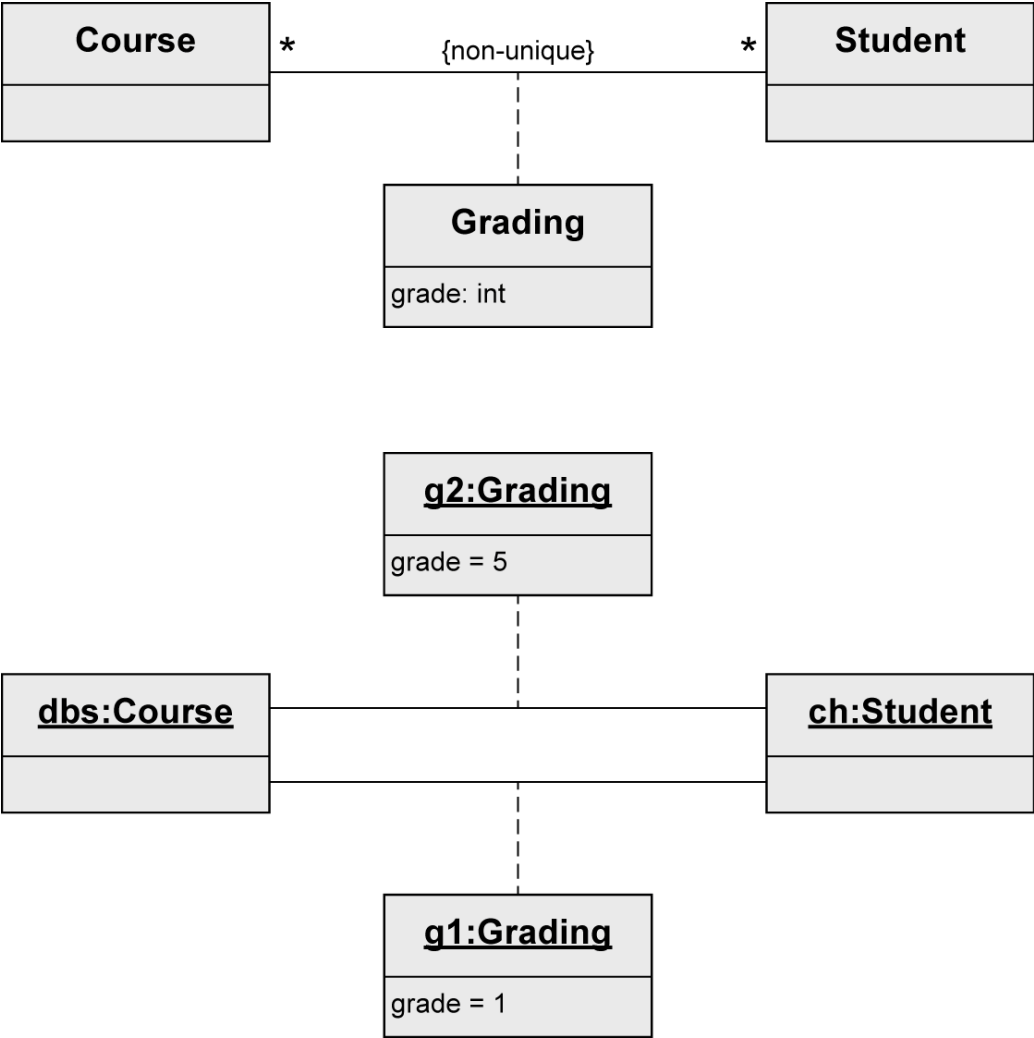 Course
*
{non-unique}
*
Student
Grading
grade: int
g2:Grading
grade = 5
dbs:Course
ch:Student
g1:Grading
grade = 1